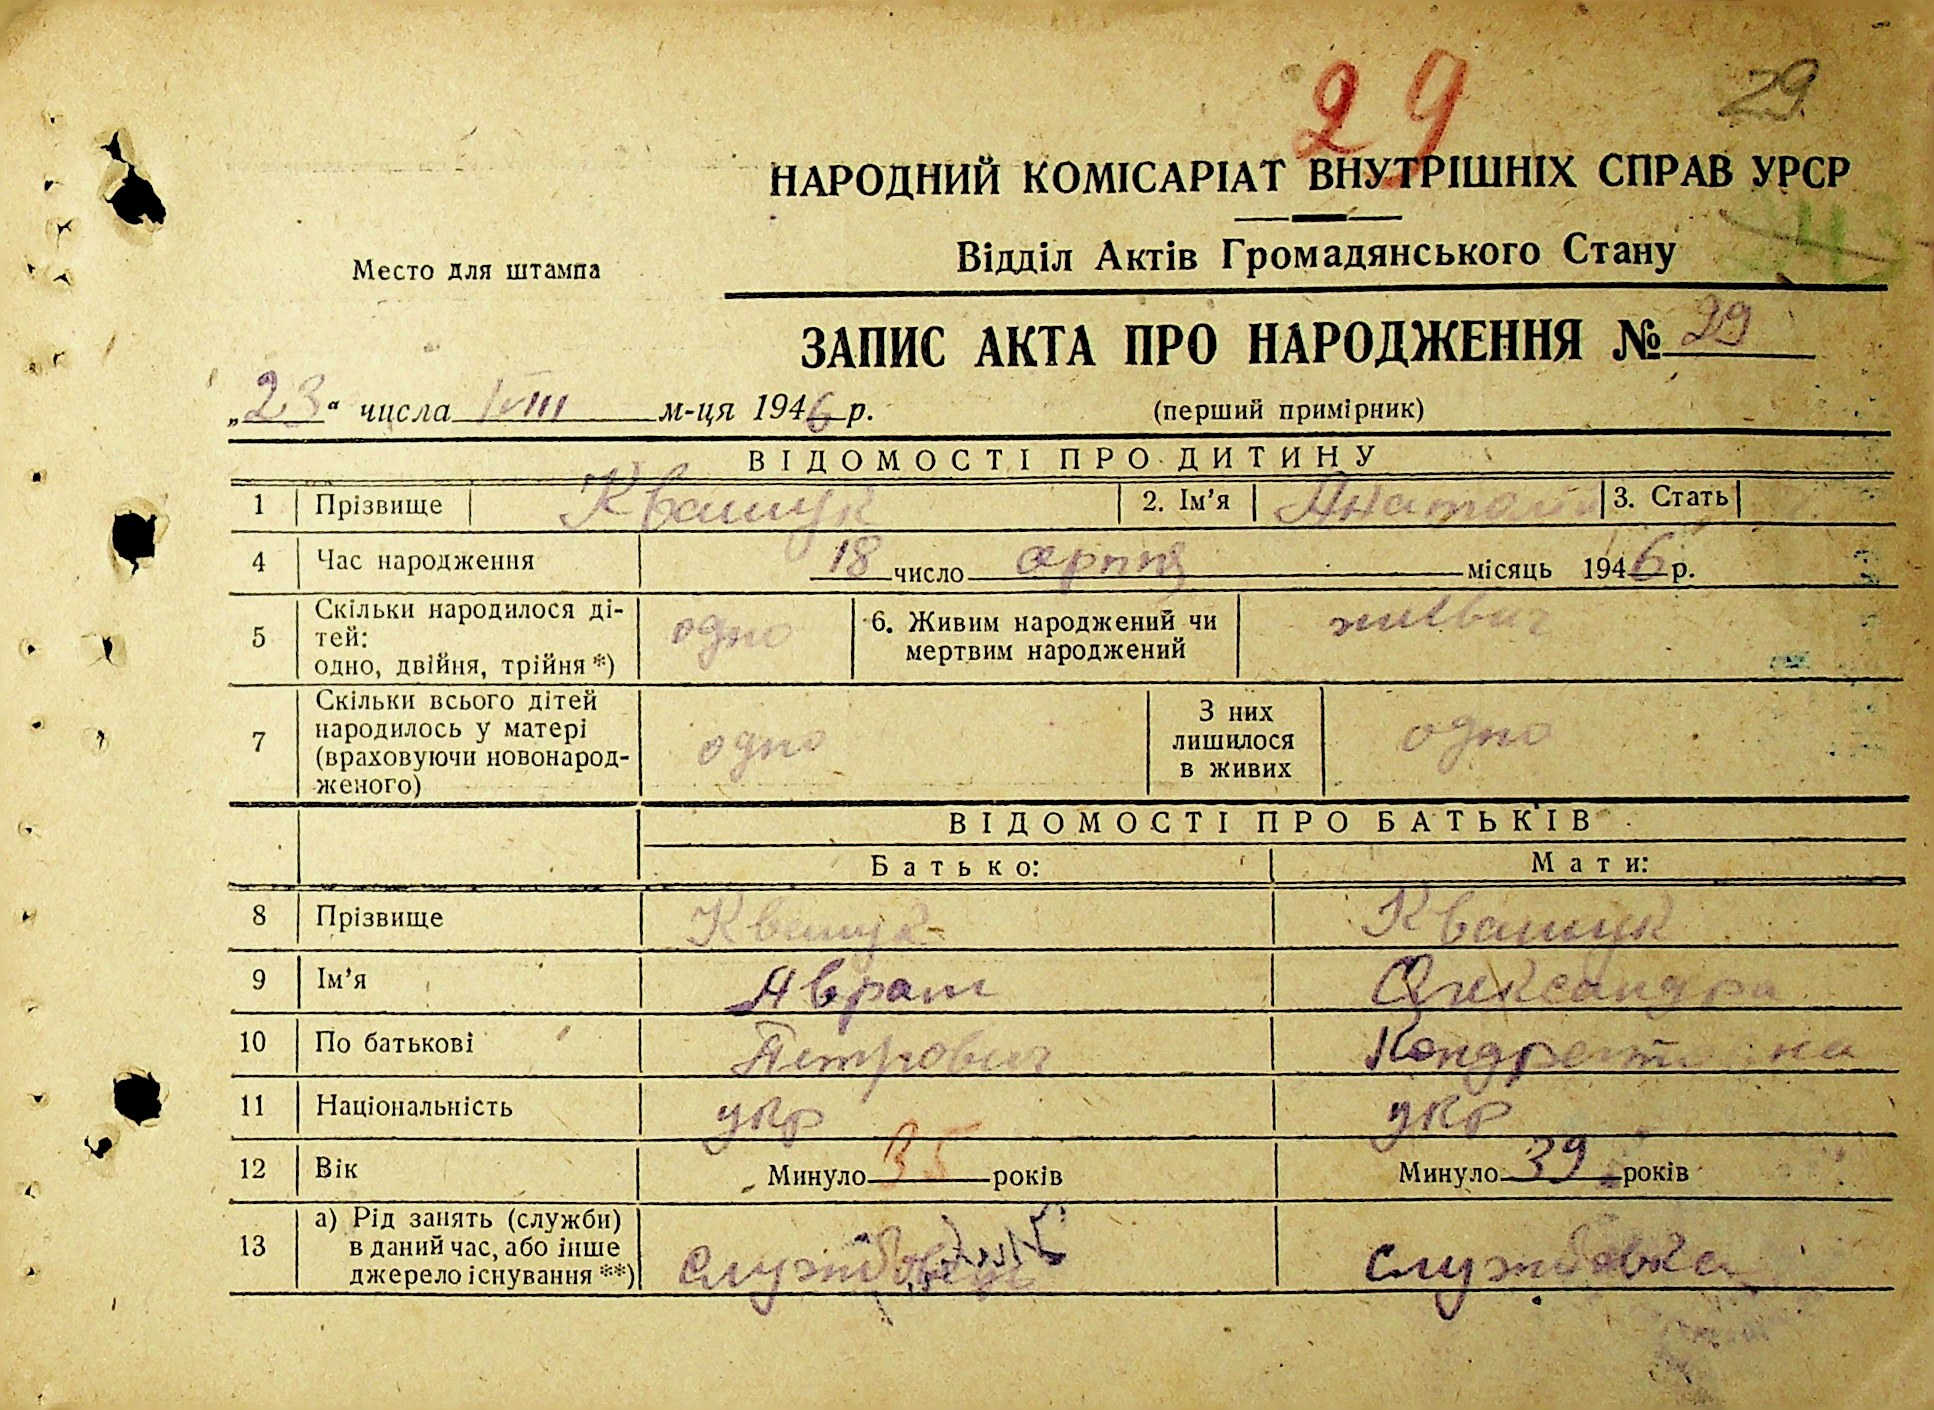 29
29
НАРОДНИЙ КОМІСАРІАТ ВНУТРІШНІХ СПРАВ УРСР
Место для штампа
Відділ Актів Громадянського Стану
ЗАПИС АКТА ПРО НАРОДЖЕННЯ № 29
„23“ числа VIII м-ця 1946 р.
(перший примірник)
ВІДОМОСТІ ПРО ДИТИНУ
1 Прізвище Квашук 2. Ім'я Анатолій 3. Стать
4 Час народження 18 число серпня місяць 1946 р.
5 Скільки народилося ді-
тей:
одно, двійня, трійня *) одно 6. Живим народжений чи
мертвим народжений
7 Скільки всього дітей
народилось у матері
(враховуючи новонарод-
женого) одно З них
лишилося
в живих одно
ВІДОМОСТІ ПРО БАТЬКІВ
Батько: Мати:
8 Прізвище Квашук Квашук
9 Ім'я Аврам Олександра
10 По батькові Петрович
11 Національність укр укр
12 Вік Минуло 35 років Минуло 39 років
13 а) Рід занять (служби)
в даний час, або інше
джерело існування **) службовка